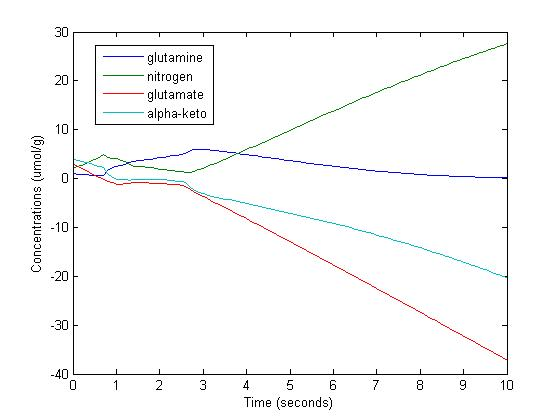 30
20
10
0
-10
-20
-30
-40
Concentrations (umol/g)
glutamine
nitrogen
glutamate
alpha-keto
0 1 2 3 4 5 6 7 8 9 10
Time (seconds)